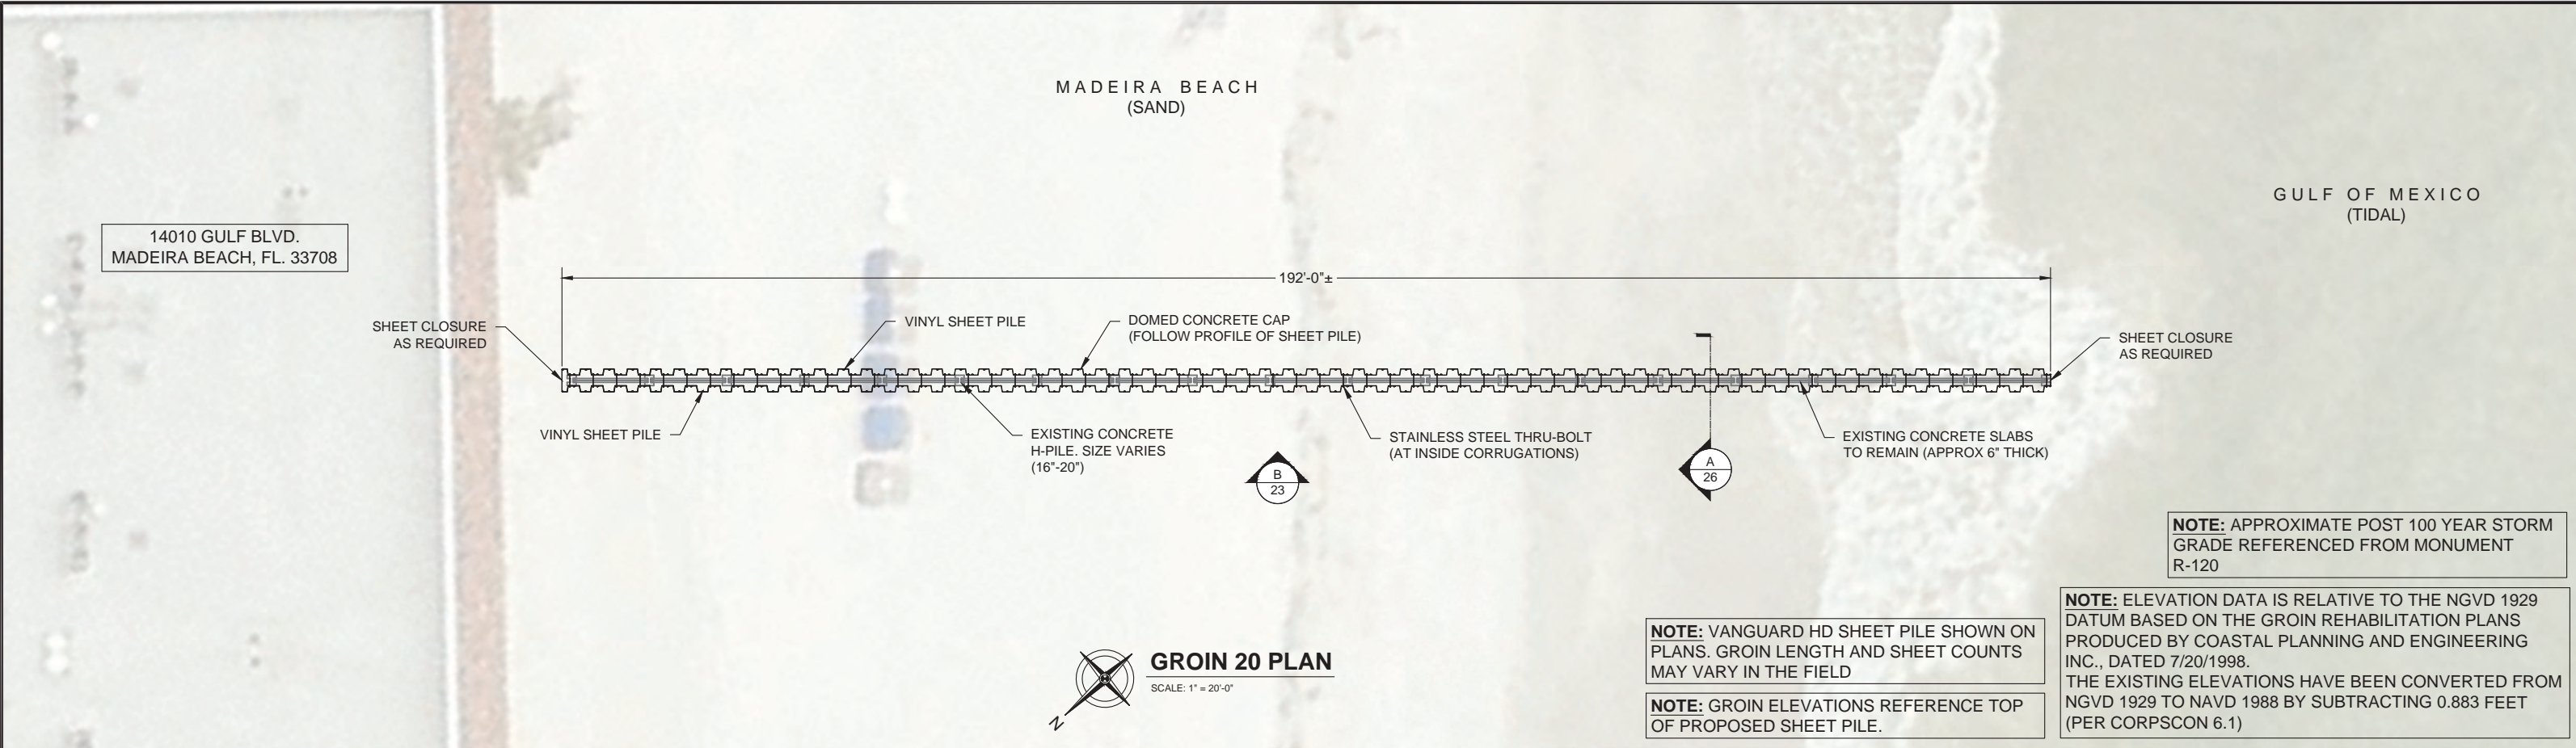 MADEIRA BEACH
(SAND)
GULF OF MEXICO
(TIDAL)
14010 GULF BLVD.
MADEIRA BEACH, FL. 33708
192'-0"±
SHEET CLOSURE
AS REQUIRED
VINYL SHEET PILE
DOMED CONCRETE CAP
(FOLLOW PROFILE OF SHEET PILE)
SHEET CLOSURE
AS REQUIRED
VINYL SHEET PILE
EXISTING CONCRETE
H-PILE. SIZE VARIES
(16"-20")
B
23
STAINLESS STEEL THRU-BOLT
(AT INSIDE CORRUGATIONS)
A
26
EXISTING CONCRETE SLABS
TO REMAIN (APPROX 6" THICK)
NOTE: APPROXIMATE POST 100 YEAR STORM
GRADE REFERENCED FROM MONUMENT
R-120
NOTE: ELEVATION DATA IS RELATIVE TO THE NGVD 1929
DATUM BASED ON THE GROIN REHABILITATION PLANS
PRODUCED BY COASTAL PLANNING AND ENGINEERING
INC., DATED 7/20/1998.
THE EXISTING ELEVATIONS HAVE BEEN CONVERTED FROM
NGVD 1929 TO NAVD 1988 BY SUBTRACTING 0.883 FEET
(PER CORPSCON 6.1)
NOTE: VANGUARD HD SHEET PILE SHOWN ON
PLANS. GROIN LENGTH AND SHEET COUNTS
MAY VARY IN THE FIELD
NOTE: GROIN ELEVATIONS REFERENCE TOP
OF PROPOSED SHEET PILE.
N
GROIN 20 PLAN
SCALE: 1" = 20'-0"